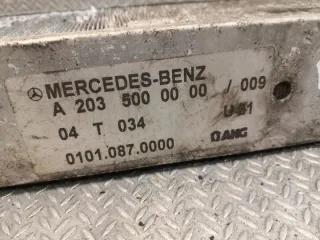 MERCEDES-BENZ
A 203 500 00 00 / 009
04 T 034
0101.087.0000